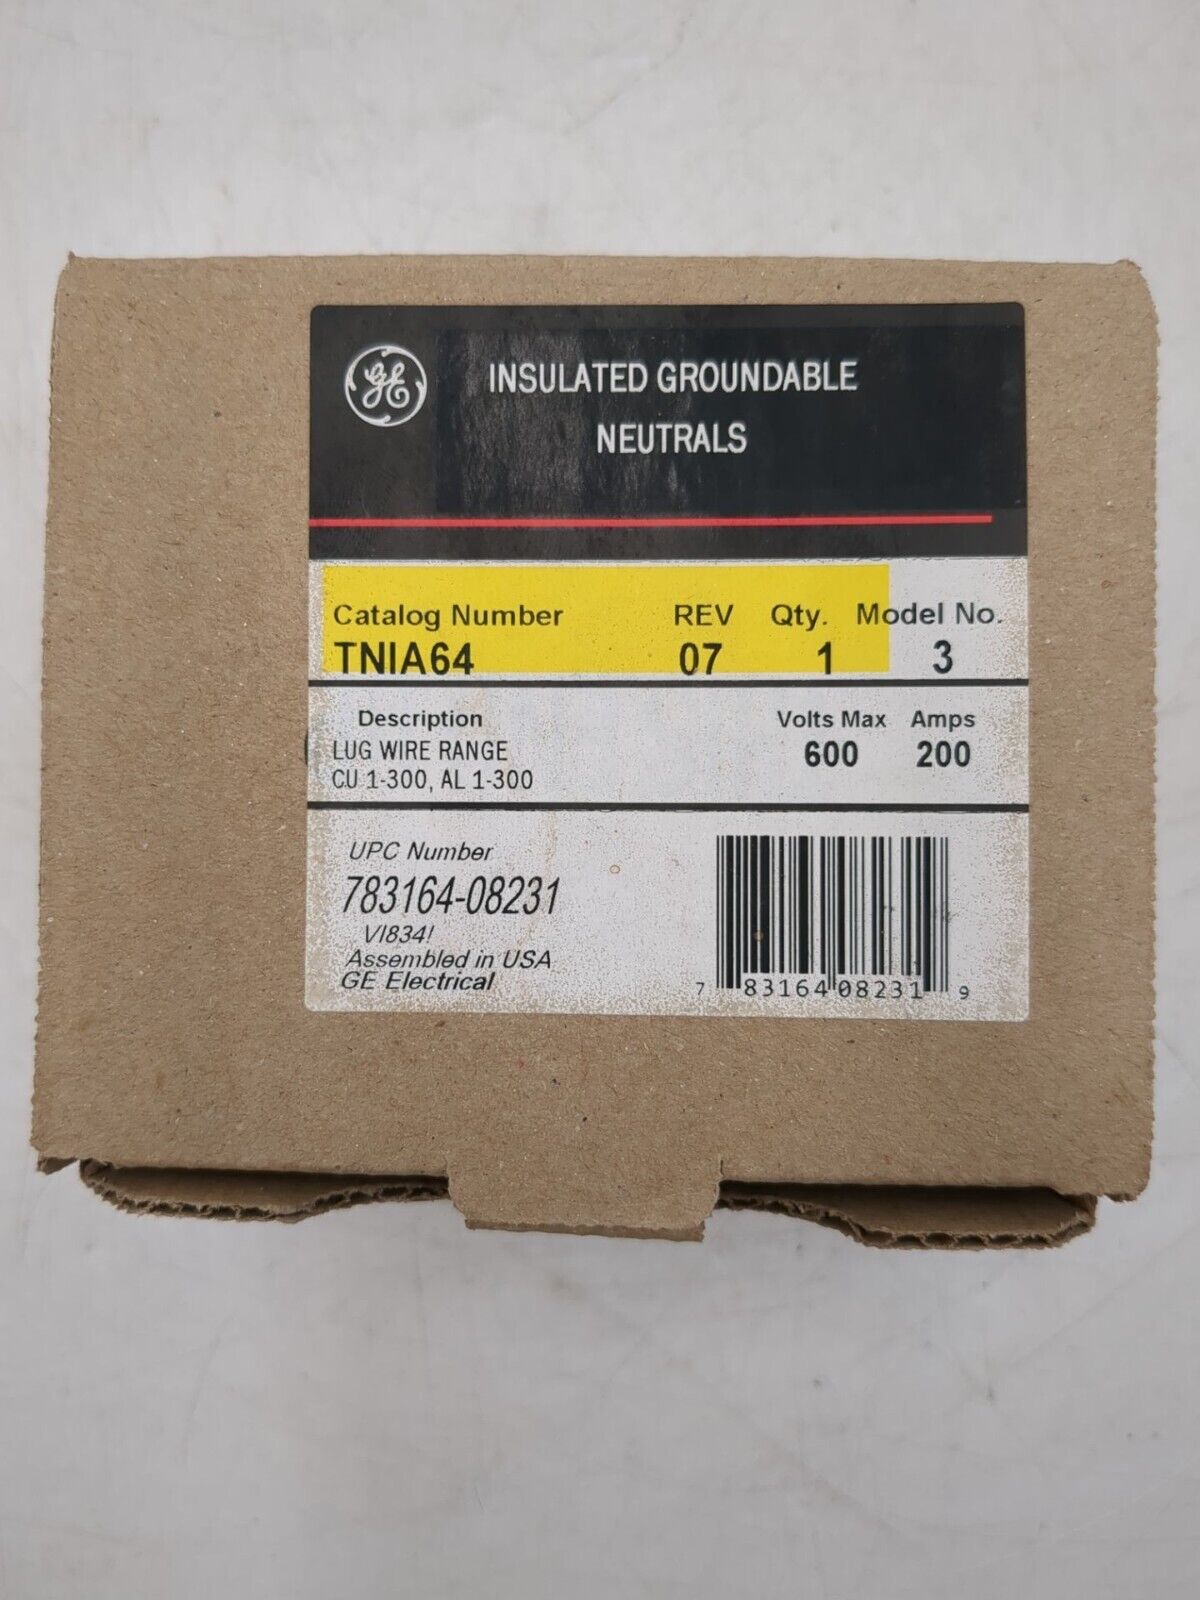 GE
INSULATED GROUNDABLE
NEUTRALS
Catalog Number REV Qty. Model No.
TNIA64 07 1 3
Description Volts Max Amps
LUG WIRE RANGE 600 200
CU 1-300, AL 1-300
UPC Number
783164-08231
VI834!
Assembled in USA
GE Electrical
7 83164 08231 9